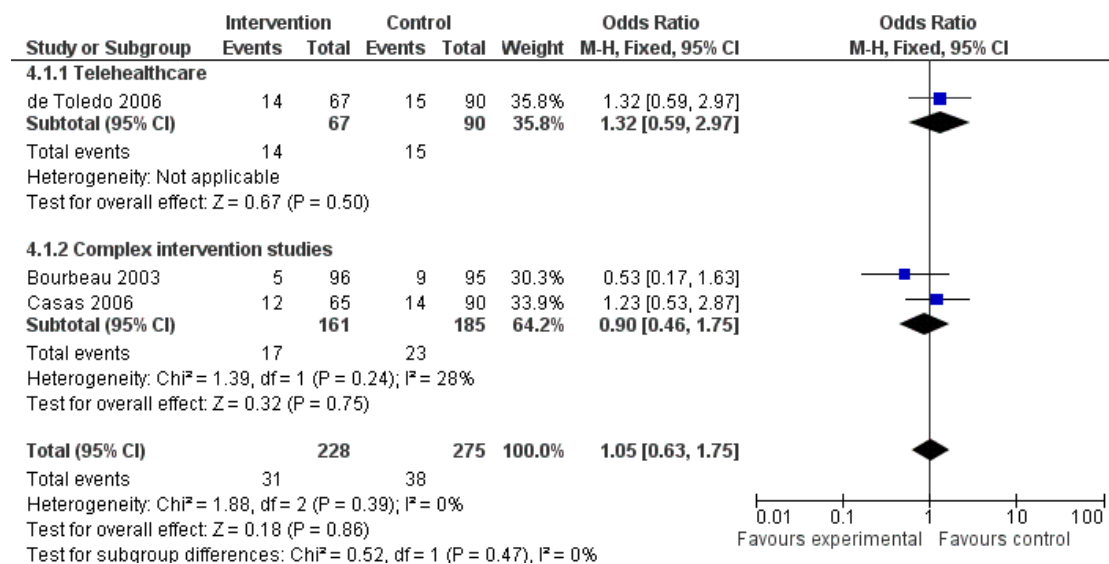 Intervention Control Odds Ratio Odds Ratio
Study or Subgroup Events Total Events Total Weight M-H, Fixed, 95% CI M-H, Fixed, 95% CI
4.1.1 Telehealthcare
de Toledo 2006 14 67 15 90 35.8% 1.32 [0.59, 2.97]
Subtotal (95% CI) 67 90 35.8% 1.32 [0.59, 2.97]
Total events 14 15
Heterogeneity: Not applicable
Test for overall effect: Z = 0.67 (P = 0.50)
4.1.2 Complex intervention studies
Bourbeau 2003 5 96 9 95 30.3% 0.53 [0.17, 1.63]
Casas 2006 12 65 14 90 33.9% 1.23 [0.53, 2.87]
Subtotal (95% CI) 161 185 64.2% 0.90 [0.46, 1.75]
Total events 17 23
Heterogeneity: Chi² = 1.39, df = 1 (P = 0.24); I² = 28%
Test for overall effect: Z = 0.32 (P = 0.75)
Total (95% CI) 228 275 100.0% 1.05 [0.63, 1.75]
Total events 31 38
Heterogeneity: Chi² = 1.88, df = 2 (P = 0.39); I² = 0%
Test for overall effect: Z = 0.18 (P = 0.86)
Test for subgroup differences: Chi² = 0.52, df = 1 (P = 0.47), I² = 0%
0.01 0.1 1 10 100
Favours experimental Favours control